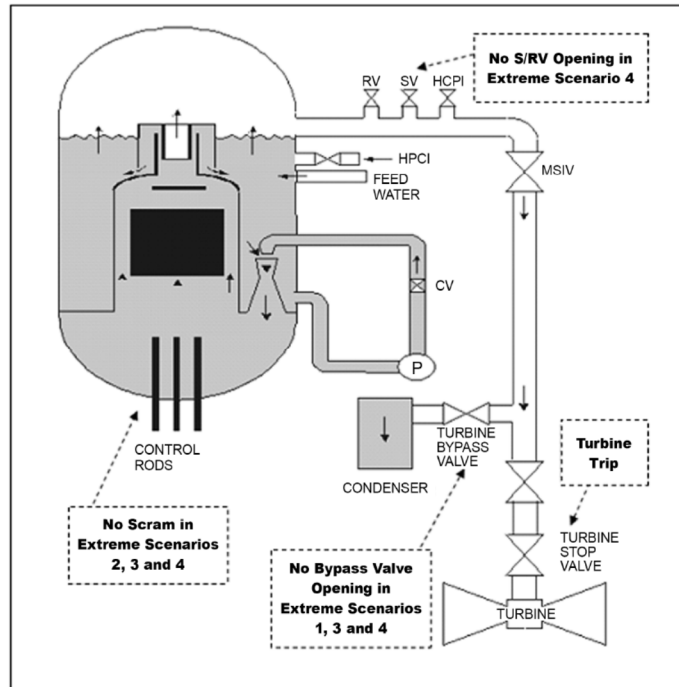 No S/RV Opening in
Extreme Scenario 4
RV
SV
HCPI
MSIV
HPCI
FEED
WATER
CV
P
CONTROL
RODS
TURBINE
BYPASS
VALVE
CONDENSER
Turbine
Trip
No Scram in
Extreme Scenarios
2, 3 and 4
No Bypass Valve
Opening in
Extreme Scenarios
1, 3 and 4
TURBINE
STOP
VALVE
TURBINE